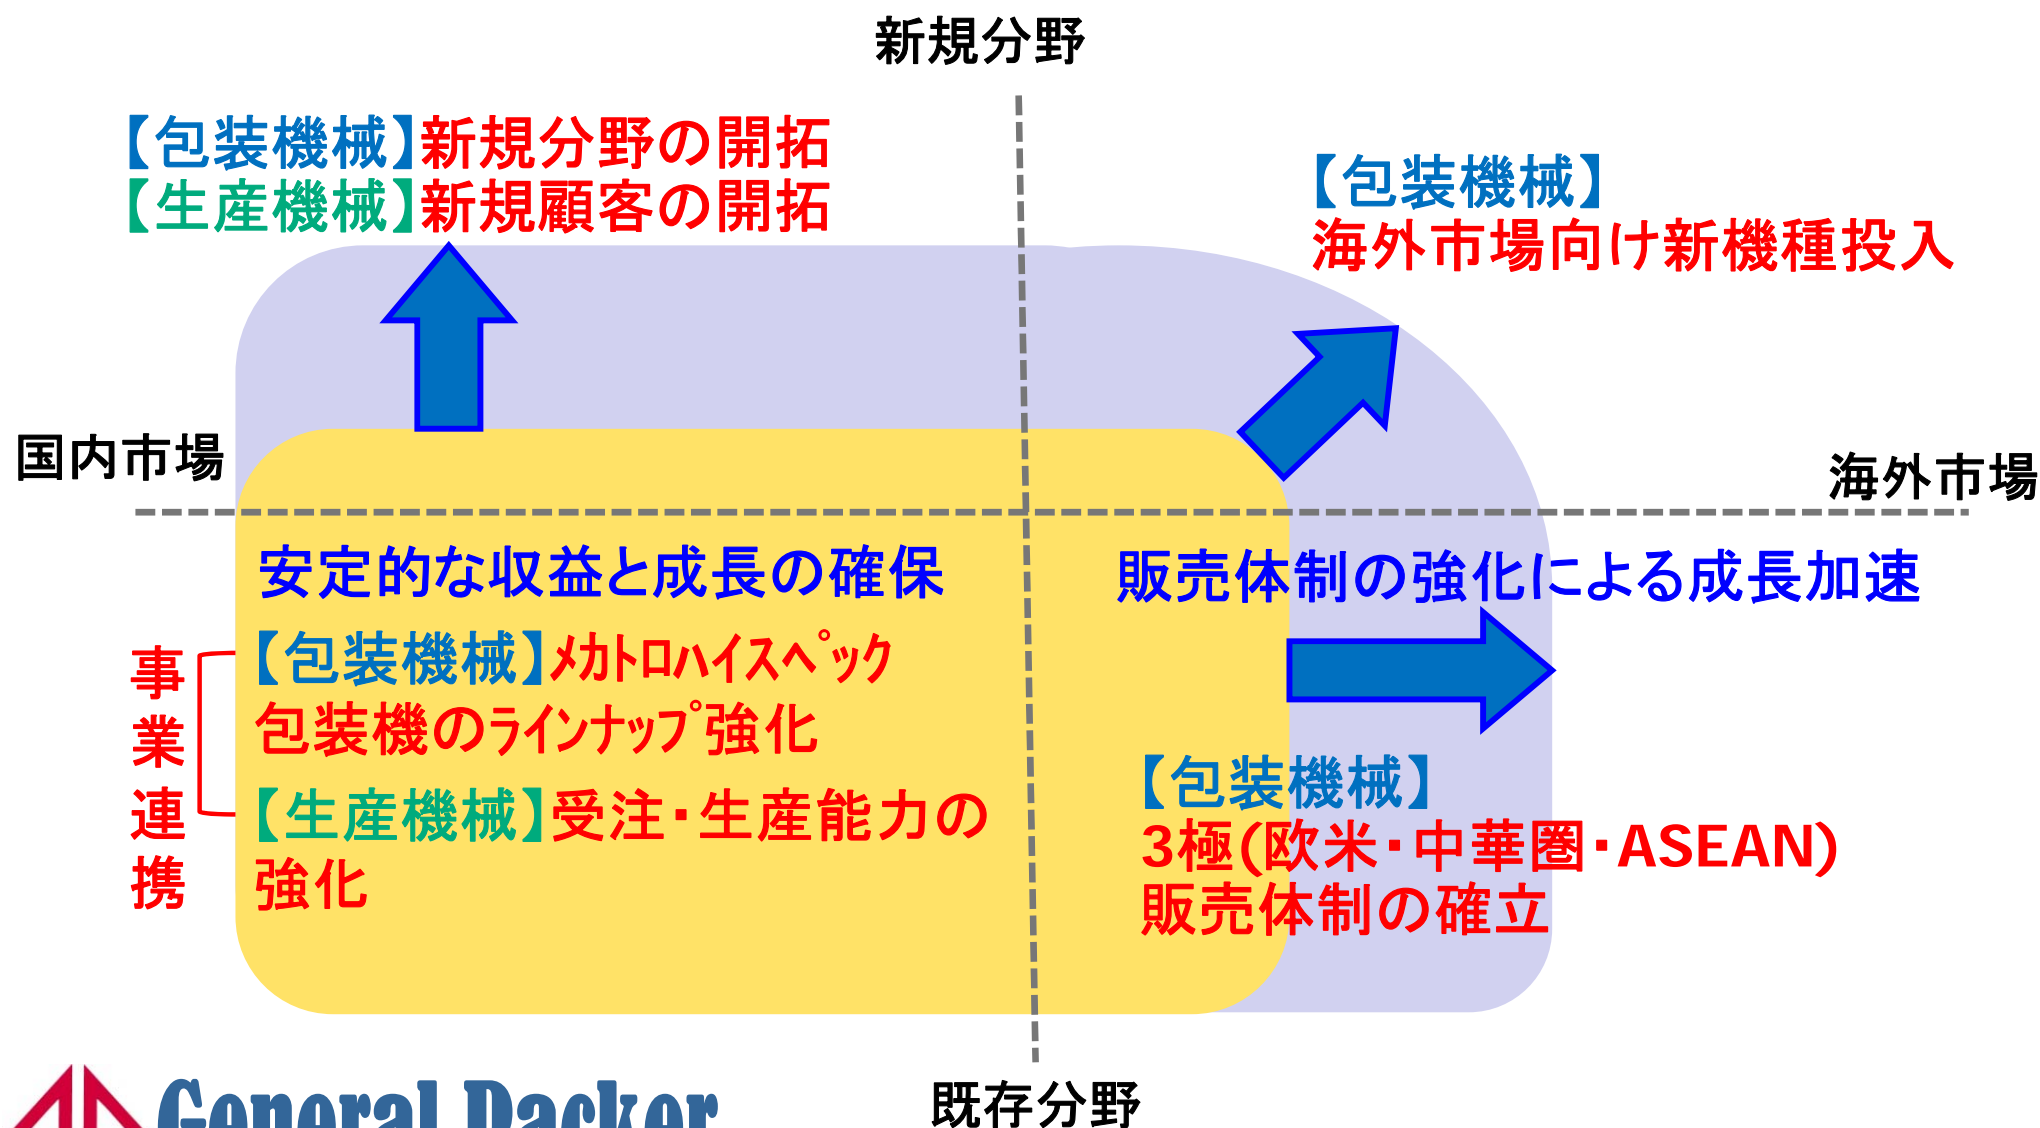 新規分野
【包装機械】新規分野の開拓
【生産機械】新規顧客の開拓
【包装機械】
海外市場向け新機種投入
国内市場
海外市場
安定的な収益と成長の確保
販売体制の強化による成長加速
事業連携
【包装機械】ﾒｶﾄﾛﾊｲｽﾍﾟｯｸ
包装機のﾗｲﾝﾅｯﾌﾟ強化
【生産機械】受注・生産能力の
強化
【包装機械】
3極(欧米・中華圏・ASEAN)
販売体制の確立
既存分野
General Packer